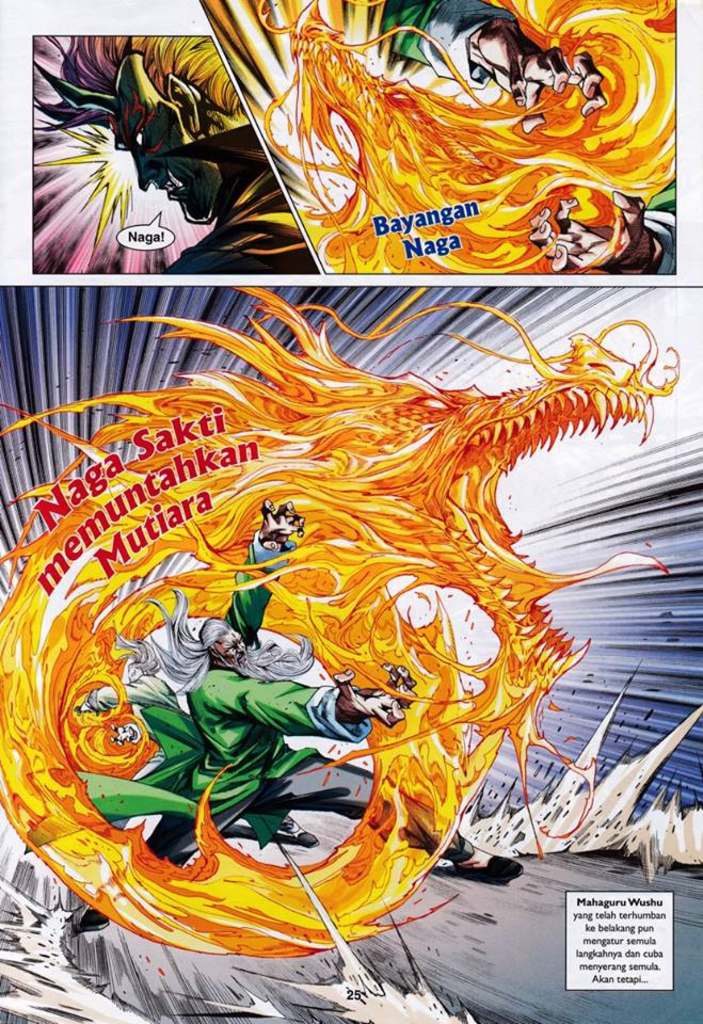 Naga!
Bayangan
Naga
Naga Sakti
memuntahkan
Mutiara
Mahaguru Wushu
yang telah terhumban
ke belakang pun
mengatur semula
langkahnya dan cuba
menyerang semula.
Akan tetapi...
25